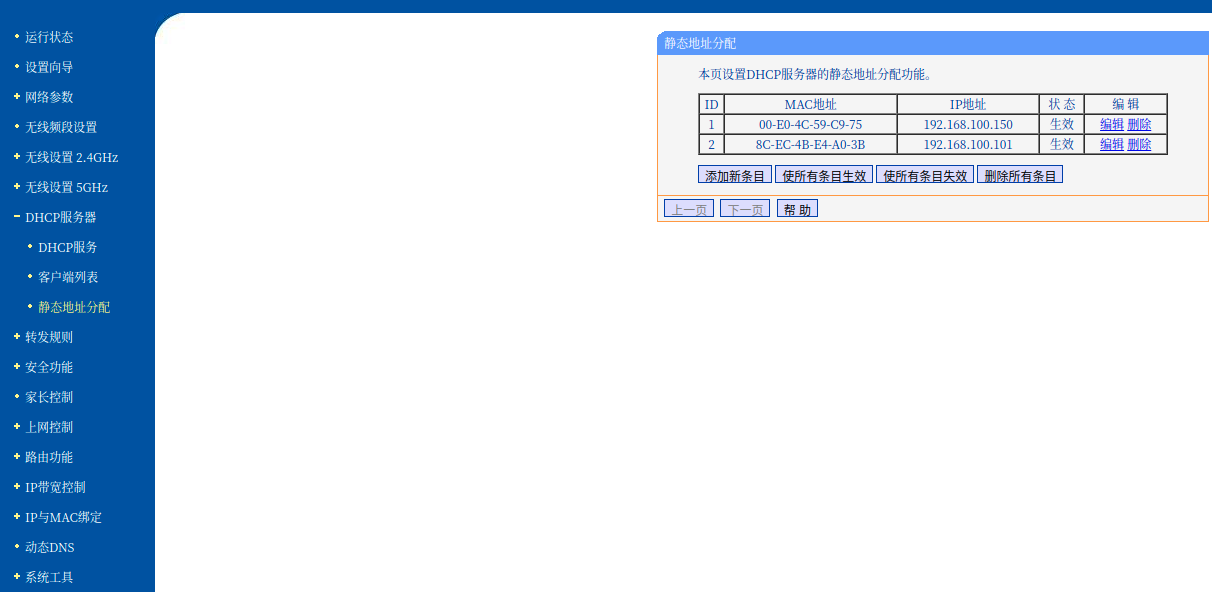 运行状态
设置向导
网络参数
无线频段设置
无线设置 2.4GHz
无线设置 5GHz
DHCP服务器
DHCP服务
客户端列表
静态地址分配
转发规则
安全功能
家长控制
上网控制
路由功能
IP带宽控制
IP与MAC绑定
动态DNS
系统工具
静态地址分配
本页设置DHCP服务器的静态地址分配功能。
ID MAC地址 IP地址 状 态 编 辑
1 00-E0-4C-59-C9-75 192.168.100.150 生效 编辑 删除
2 8C-EC-4B-E4-A0-3B 192.168.100.101 生效 编辑 删除
添加新条目 使所有条目生效 使所有条目失效 删除所有条目
上一页 下一页 帮 助